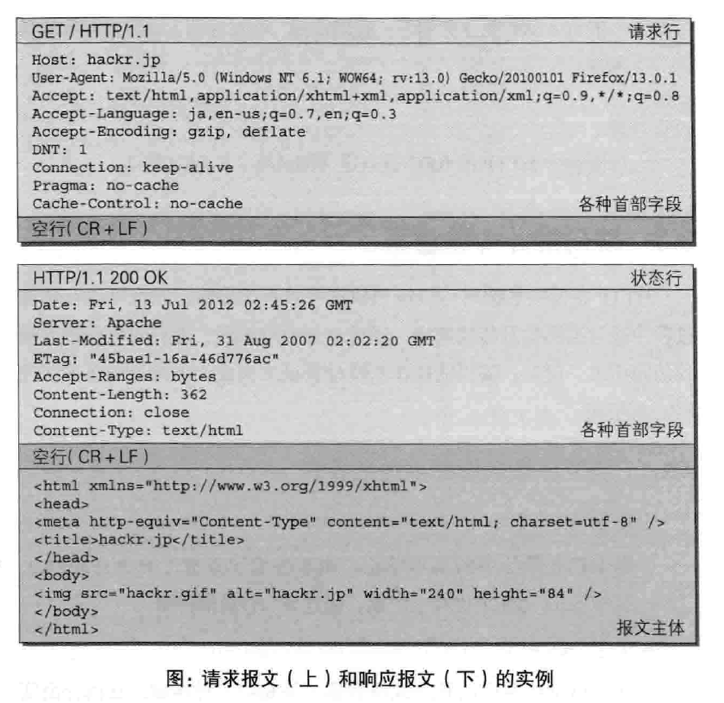 GET / HTTP/1.1 请求行
Host: hackr.jp
User-Agent: Mozilla/5.0 (Windows NT 6.1; WOW64; rv:13.0) Gecko/20100101 Firefox/13.0.1
Accept: text/html,application/xhtml+xml,application/xml;q=0.9,*/*;q=0.8
Accept-Language: ja,en-us;q=0.7,en;q=0.3
Accept-Encoding: gzip, deflate
DNT: 1
Connection: keep-alive
Pragma: no-cache
Cache-Control: no-cache 各种首部字段
空行( CR + LF )
HTTP/1.1 200 OK 状态行
Date: Fri, 13 Jul 2012 02:45:26 GMT
Server: Apache
Last-Modified: Fri, 31 Aug 2007 02:02:20 GMT
ETag: "45bae1-16a-46d776ac"
Accept-Ranges: bytes
Content-Length: 362
Connection: close
Content-Type: text/html 各种首部字段
空行( CR + LF )
<html xmlns="http://www.w3.org/1999/xhtml">
<head>
<meta http-equiv="Content-Type" content="text/html; charset=utf-8" />
<title>hackr.jp</title>
</head>
<body>
<img src="hackr.gif" alt="hackr.jp" width="240" height="84" />
</body>
</html> 报文主体
图: 请求报文（上）和响应报文（下）的实例